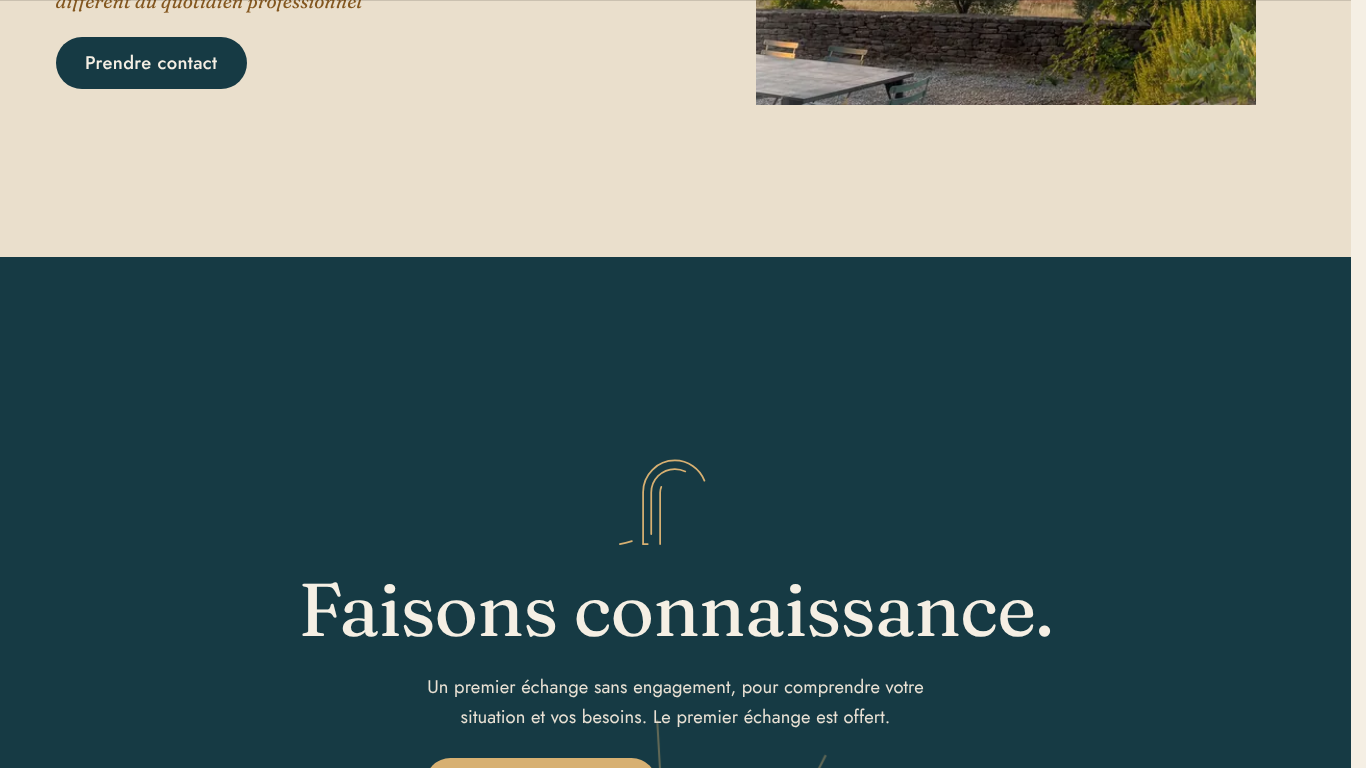 différent du quotidien professionnel
Prendre contact
Faisons connaissance.
Un premier échange sans engagement, pour comprendre votre
situation et vos besoins. Le premier échange est offert.